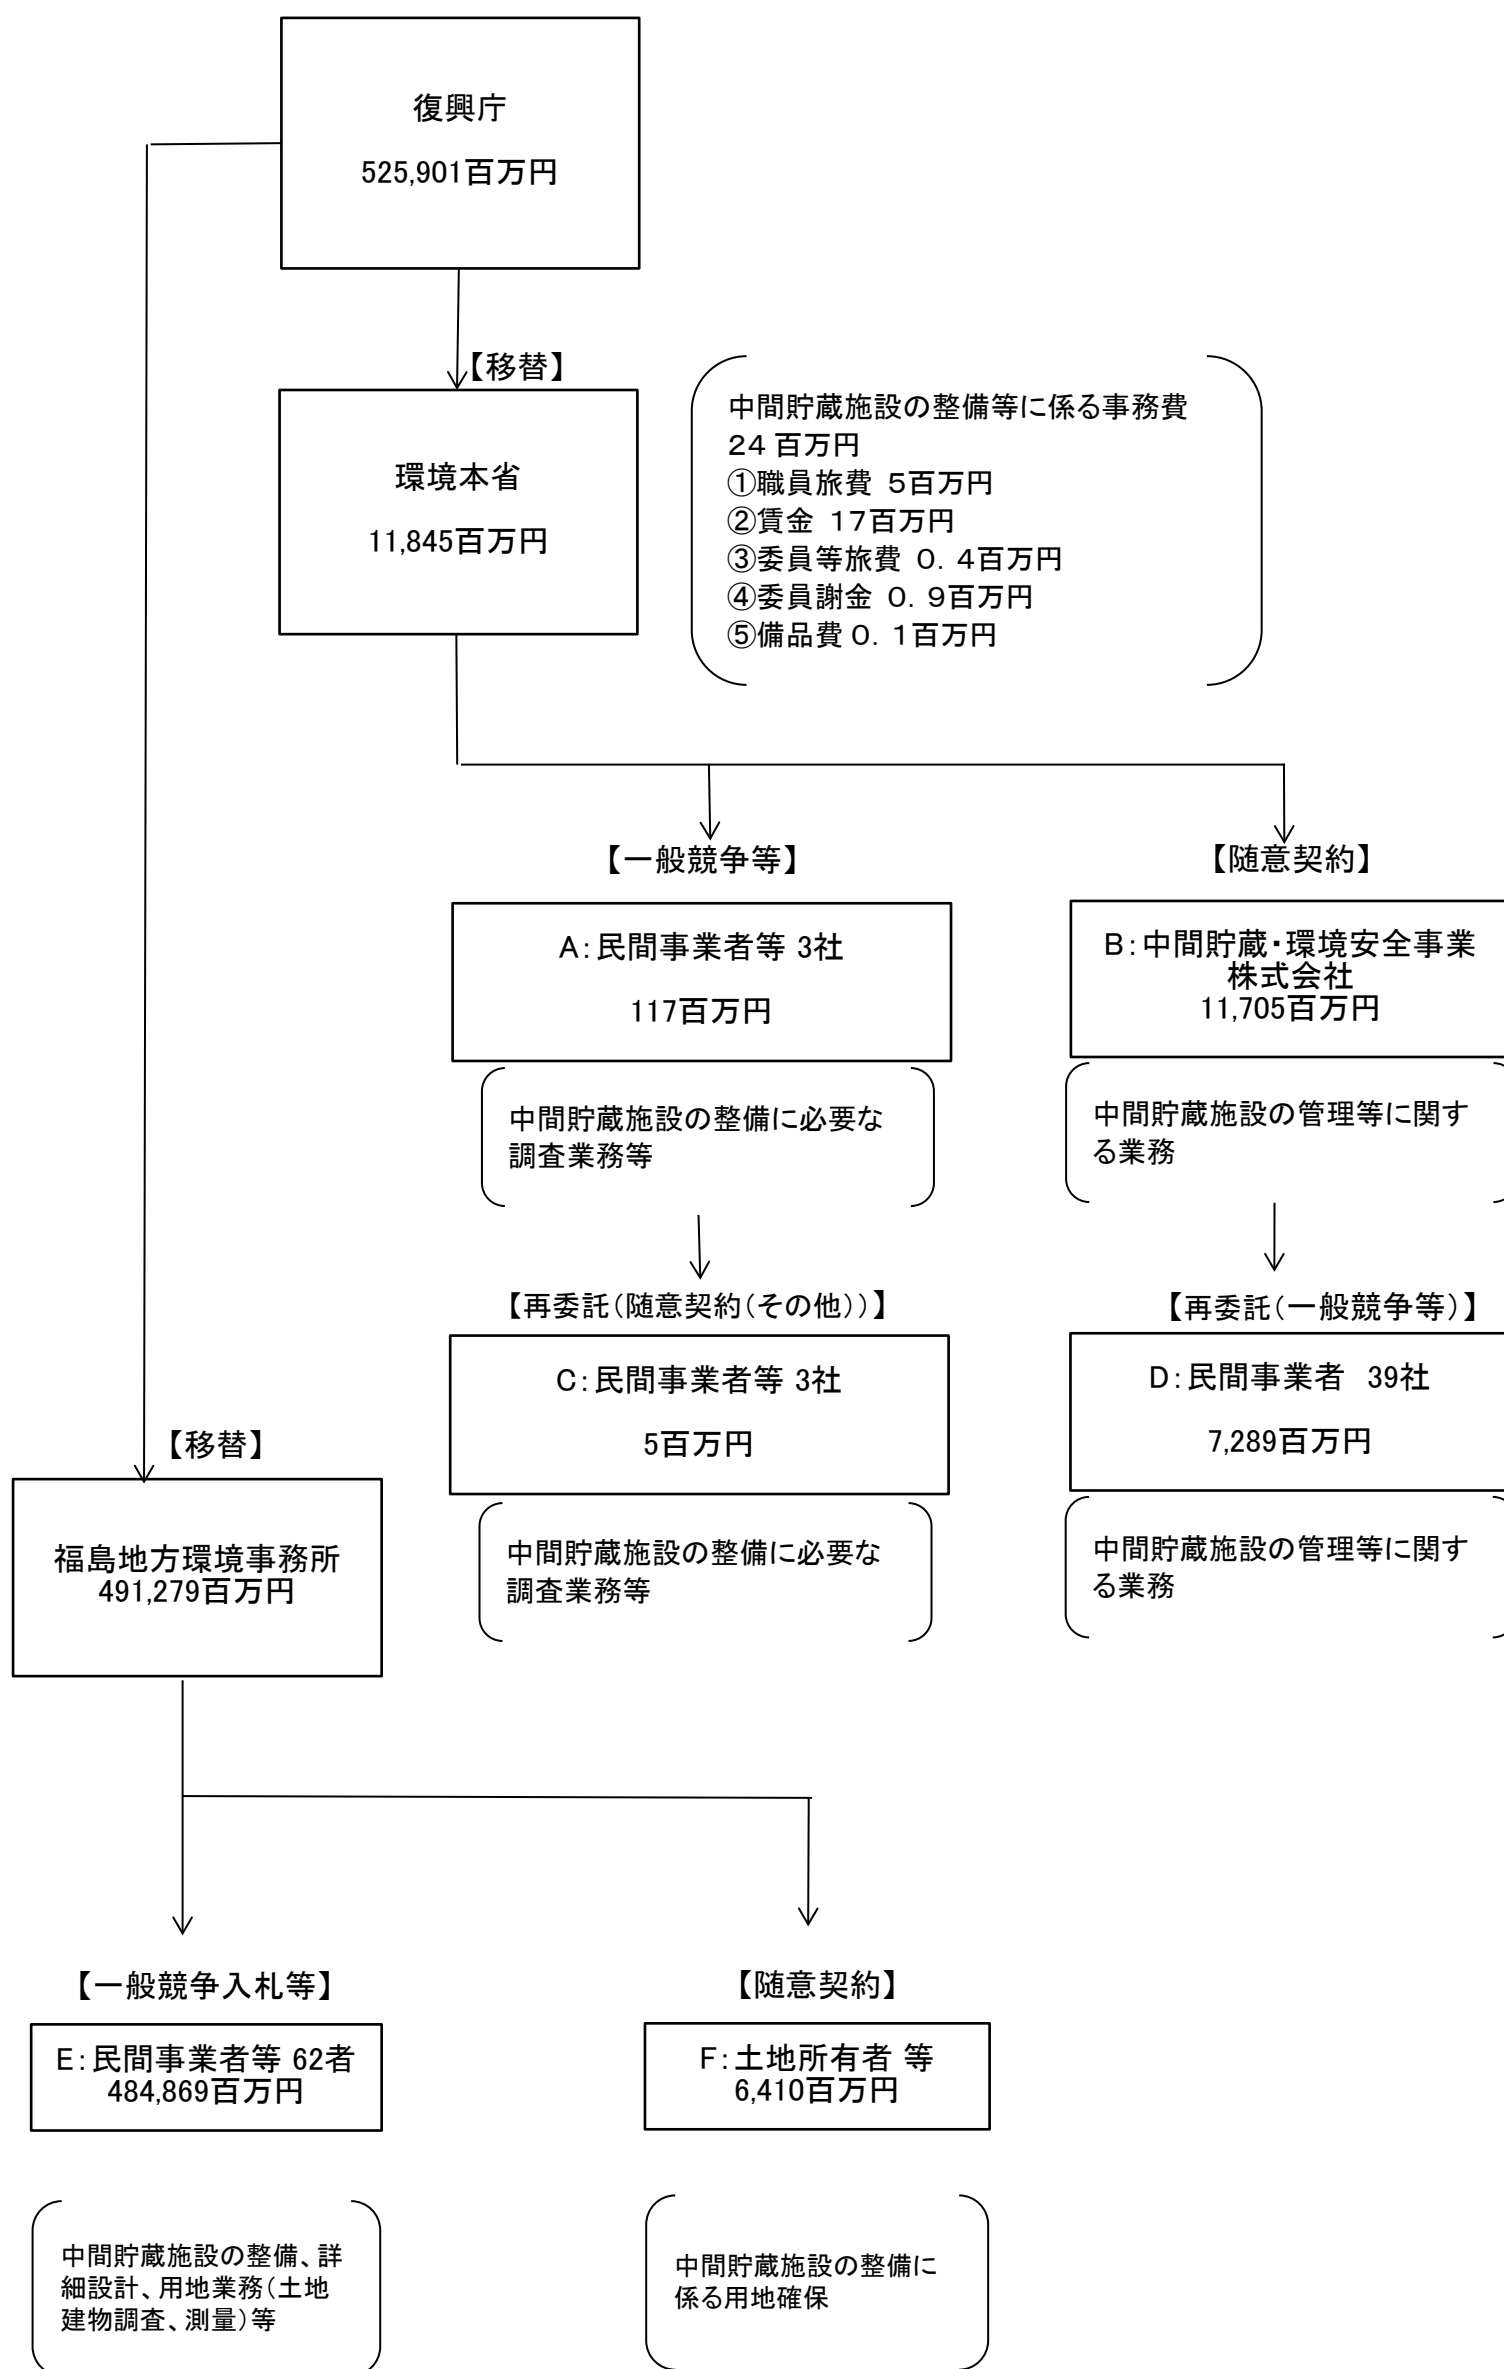 復興庁
525,901百万円
【移替】
環境本省
11,845百万円
中間貯蔵施設の整備等に係る事務費
２４ 百万円
①職員旅費 ５百万円
②賃金 １７百万円
③委員等旅費 ０．４百万円
④委員謝金 ０．９百万円
⑤備品費 ０．１百万円
【一般競争等】
【随意契約】
Ａ：民間事業者等 3社
117百万円
Ｂ：中間貯蔵・環境安全事業
株式会社
11,705百万円
中間貯蔵施設の整備に必要な
調査業務等
中間貯蔵施設の管理等に関す
る業務
【再委託（随意契約（その他））】
【再委託（一般競争等）】
Ｃ：民間事業者等 3社
5百万円
Ｄ：民間事業者　39社
7,289百万円
中間貯蔵施設の整備に必要な
調査業務等
中間貯蔵施設の管理等に関す
る業務
【移替】
福島地方環境事務所
491,279百万円
【一般競争入札等】
【随意契約】
Ｅ：民間事業者等 62者
484,869百万円
Ｆ：土地所有者 等
6,410百万円
中間貯蔵施設の整備、詳
細設計、用地業務（土地
建物調査、測量）等
中間貯蔵施設の整備に
係る用地確保